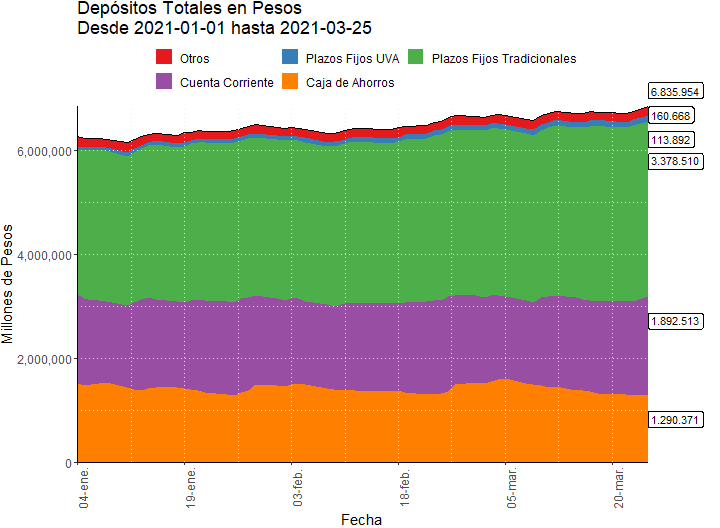 Depósitos Totales en Pesos
Desde 2021-01-01 hasta 2021-03-25
Otros Plazos Fijos UVA Plazos Fijos Tradicionales
Cuenta Corriente Caja de Ahorros
6.835.954
160.668
113.892
3.378.510
1.892.513
1.290.371
6,000,000
4,000,000
2,000,000
0
Millones de Pesos
04-ene.
19-ene.
03-feb.
18-feb.
05-mar.
20-mar.
Fecha